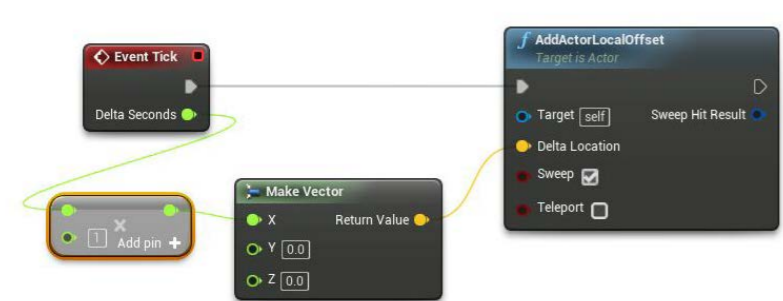 Event Tick
Delta Seconds
1
Add pin
Make Vector
X
Return Value
Y 0.0
Z 0.0
f AddActorLocalOffset
Target is Actor
Target self
Sweep Hit Result
Delta Location
Sweep
Teleport